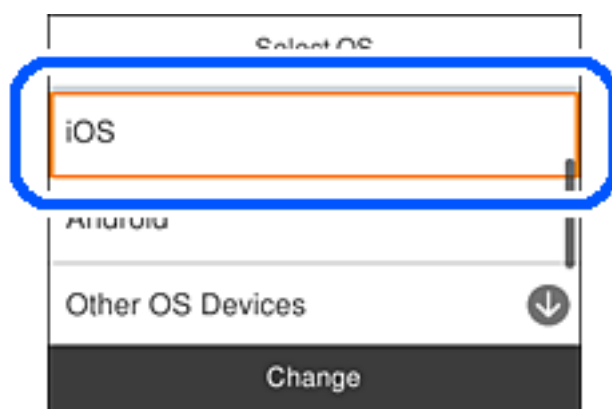 Select OS
iOS
Android
Other OS Devices
Change